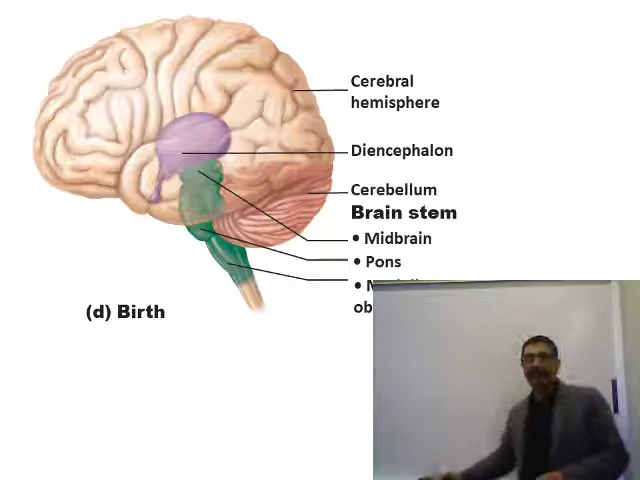 Cerebral
hemisphere
Diencephalon
Cerebellum
Brain stem
• Midbrain
• Pons
(d) Birth